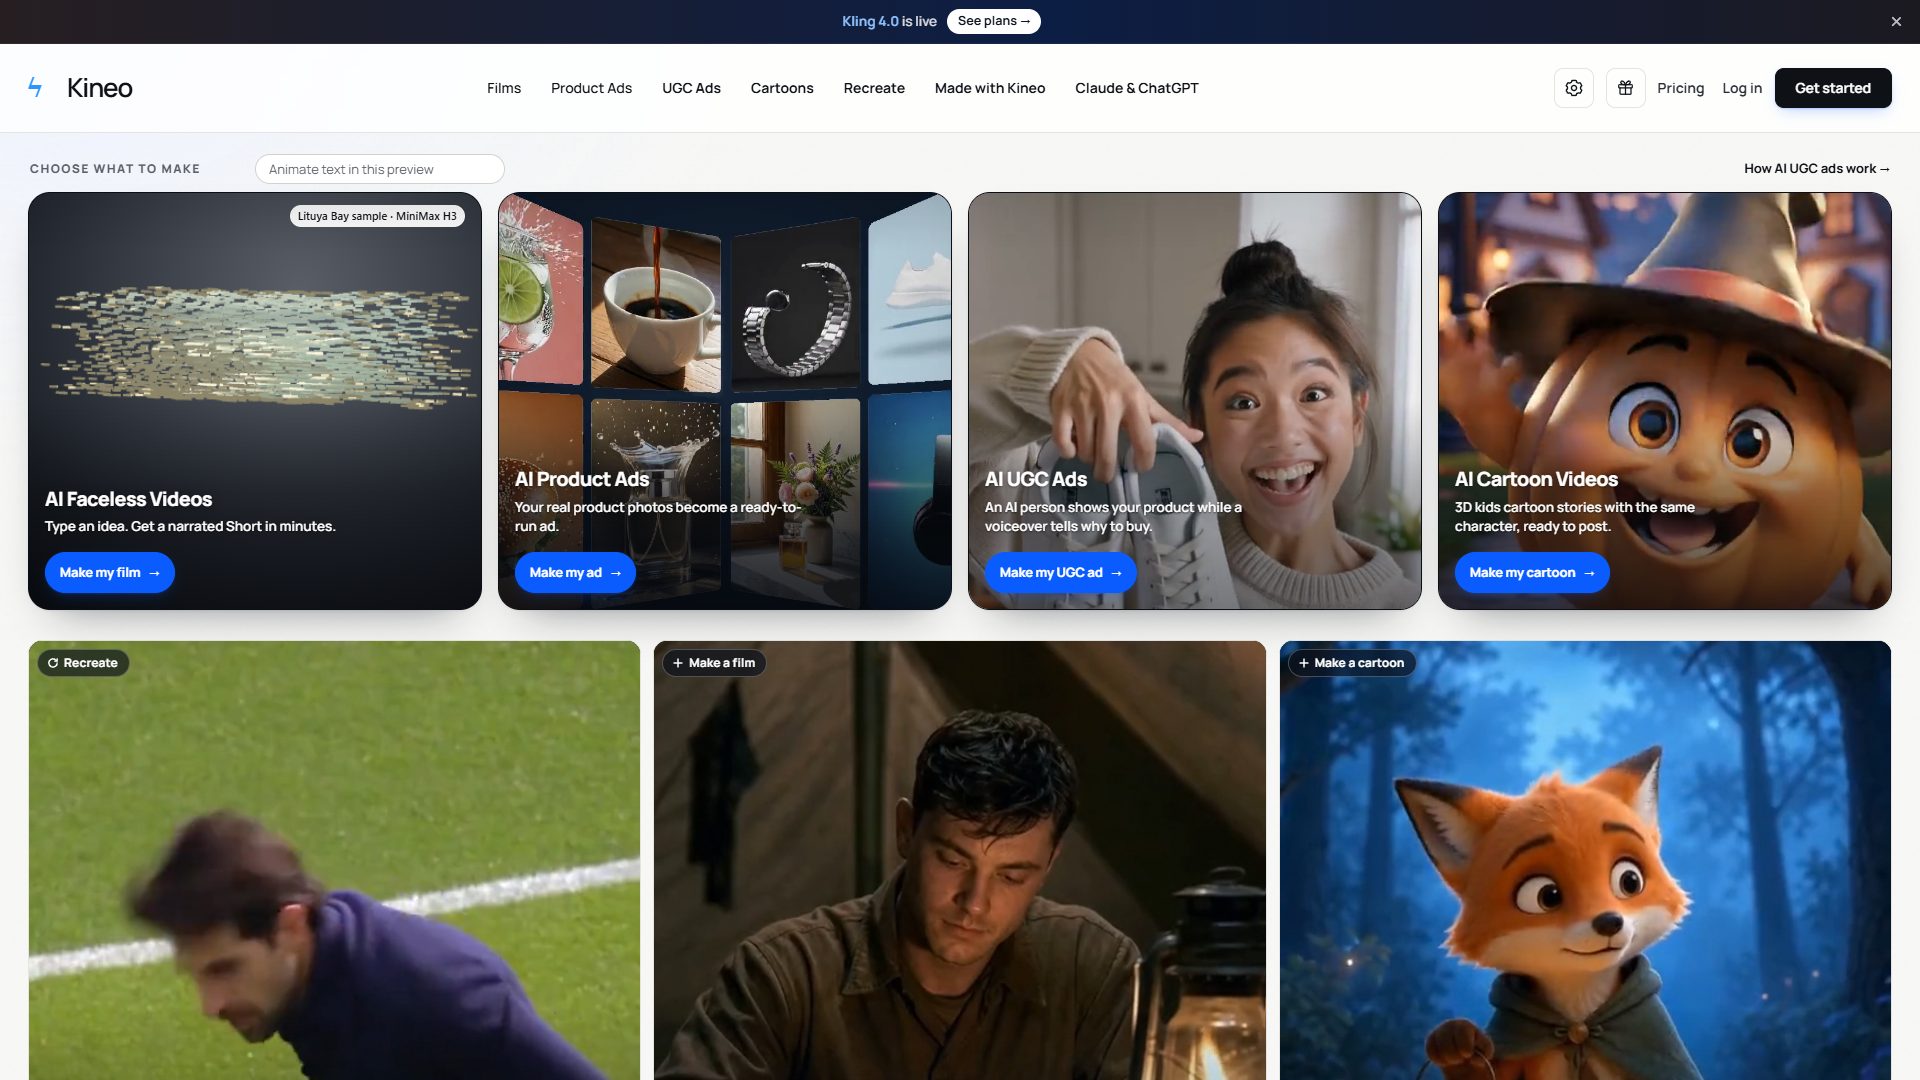 Kling 4.0 is live See plans →
Kineo
Films Product Ads UGC Ads Cartoons Recreate Made with Kineo Claude & ChatGPT
Pricing Log in Get started
CHOOSE WHAT TO MAKE
Animate text in this preview
How AI UGC ads work →
Lituya Bay sample · MiniMax H3
AI Faceless Videos
Type an idea. Get a narrated Short in minutes.
Make my film →
AI Product Ads
Your real product photos become a ready-to-
run ad.
Make my ad →
AI UGC Ads
An AI person shows your product while a
voiceover tells why to buy.
Make my UGC ad →
AI Cartoon Videos
3D kids cartoon stories with the same
character, ready to post.
Make my cartoon →
Recreate
+ Make a film
+ Make a cartoon